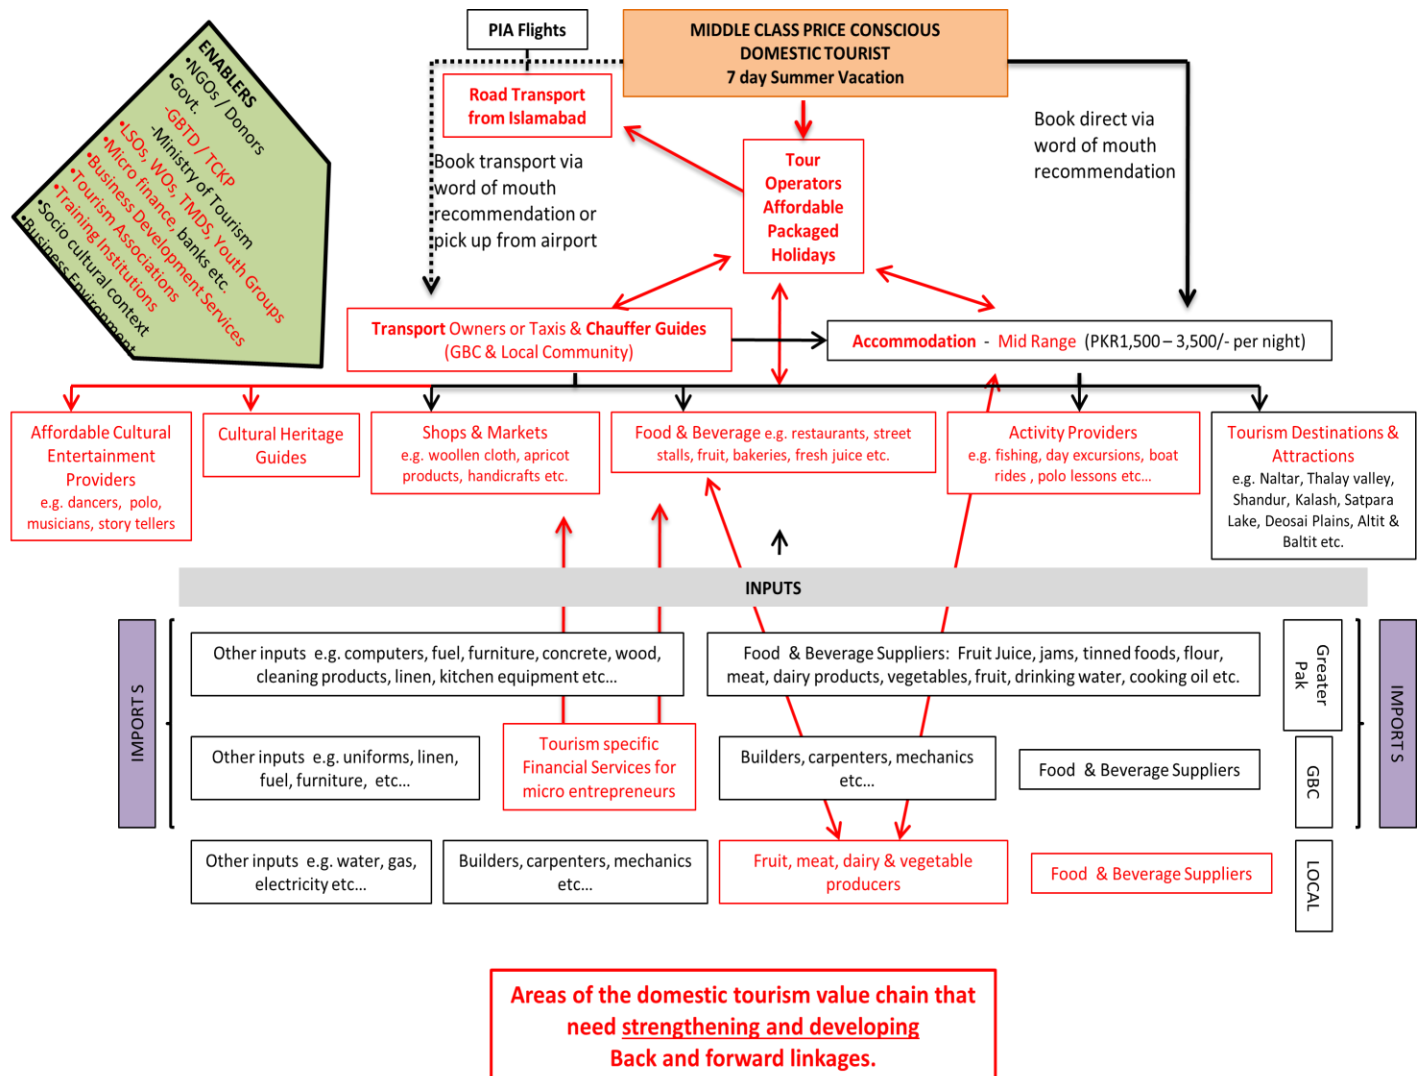 PIA Flights
MIDDLE CLASS PRICE CONSCIOUS
DOMESTIC TOURIST
7 day Summer Vacation
ENABLERS
•NGOs / Donors
•Govt.
-GBTD / TCKP
-Ministry of Tourism
•LSOs, WOs, TMDS, Youth Groups
•Micro finance, banks etc.
•Business Development Services
•Tourism Associations
•Training Institutions
•Socio cultural context
•Business Environment
Road Transport
from Islamabad
Book transport via
word of mouth
recommendation or
pick up from airport
Tour
Operators
Affordable
Packaged
Holidays
Book direct via
word of mouth
recommendation
Transport Owners or Taxis & Chauffer Guides
(GBC & Local Community)
Accommodation - Mid Range (PKR1,500 – 3,500/- per night)
Affordable Cultural
Entertainment
Providers
e.g. dancers, polo,
musicians, story tellers
Cultural Heritage
Guides
Shops & Markets
e.g. woollen cloth, apricot
products, handicrafts etc.
Food & Beverage e.g. restaurants, street
stalls, fruit, bakeries, fresh juice etc.
Activity Providers
e.g. fishing, day excursions, boat
rides , polo lessons etc...
Tourism Destinations &
Attractions
e.g. Naltar, Thalay valley,
Shandur, Kalash, Satpara
Lake, Deosai Plains, Altit &
Baltit etc.
INPUTS
IMPORT S
Other inputs e.g. computers, fuel, furniture, concrete, wood,
cleaning products, linen, kitchen equipment etc...
Food & Beverage Suppliers: Fruit Juice, jams, tinned foods, flour,
meat, dairy products, vegetables, fruit, drinking water, cooking oil etc.
Greater
Pak
IMPORT S
Other inputs e.g. uniforms, linen,
fuel, furniture, etc...
Tourism specific
Financial Services for
micro entrepreneurs
Builders, carpenters, mechanics
etc...
Food & Beverage Suppliers
GBC
Other inputs e.g. water, gas,
electricity etc...
Builders, carpenters, mechanics
etc...
Fruit, meat, dairy & vegetable
producers
Food & Beverage Suppliers
LOCAL
Areas of the domestic tourism value chain that
need strengthening and developing
Back and forward linkages.